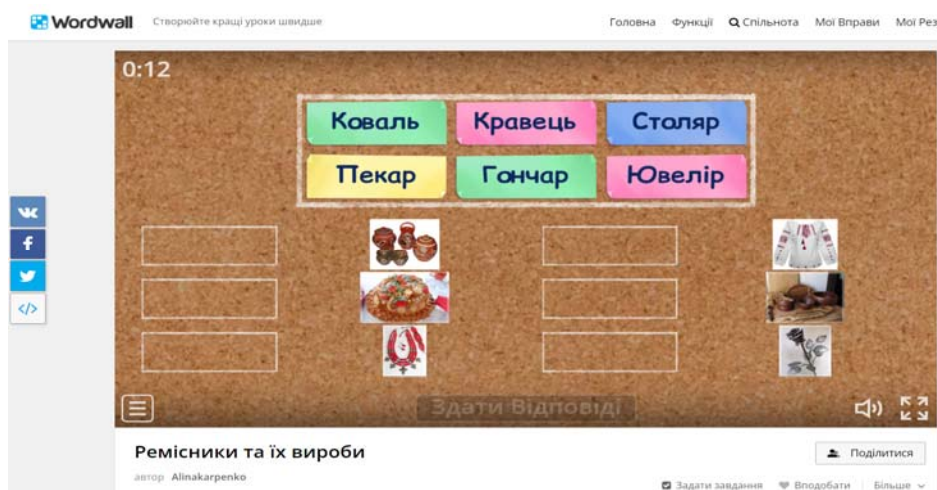 Wordwall Створюйте кращі уроки швидше Головна Функції Спільнота Мої Вправи Мої Рез
0:12
Коваль Кравець Столяр
Пекар Гончар Ювелір
Здати Відповіді
Ремісники та їх вироби
Поділитися
автор Alinakarpenko
Задати завдання Вподобати Більше